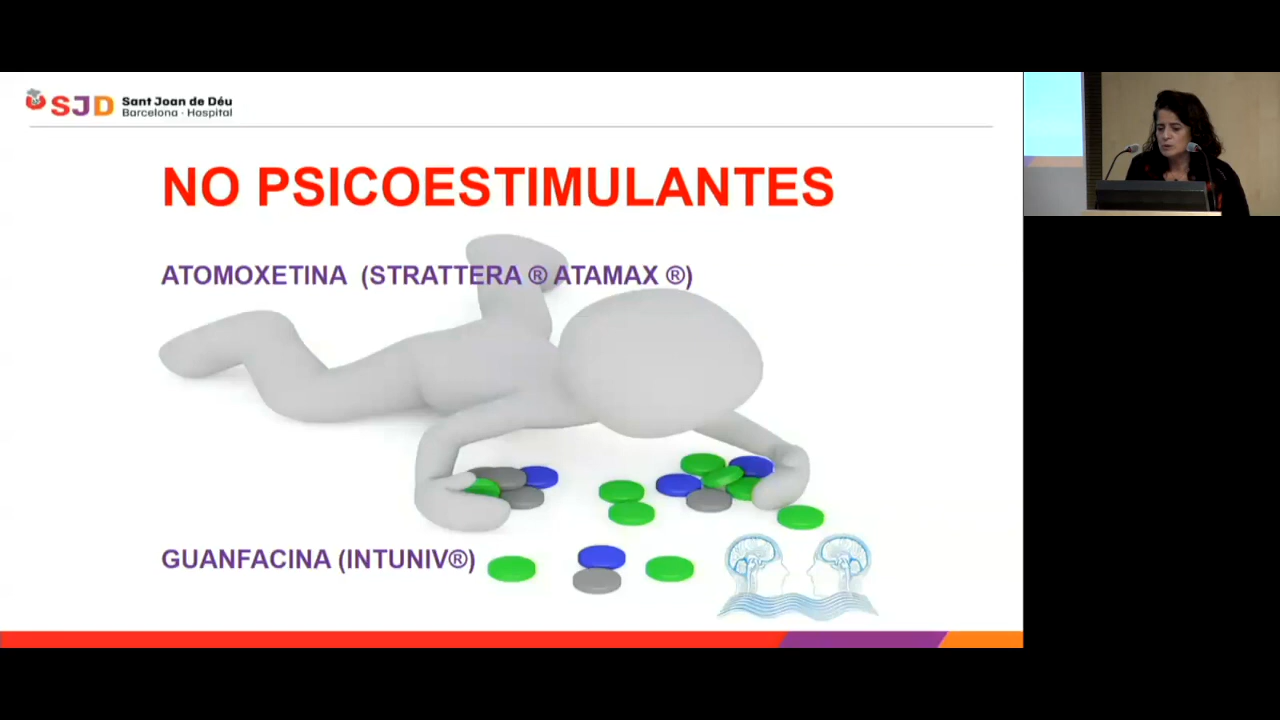 SJD Sant Joan de Déu
Barcelona · Hospital
NO PSICOESTIMULANTES
ATOMOXETINA (STRATTERA ® ATAMAX ®)
GUANFACINA (INTUNIV®)